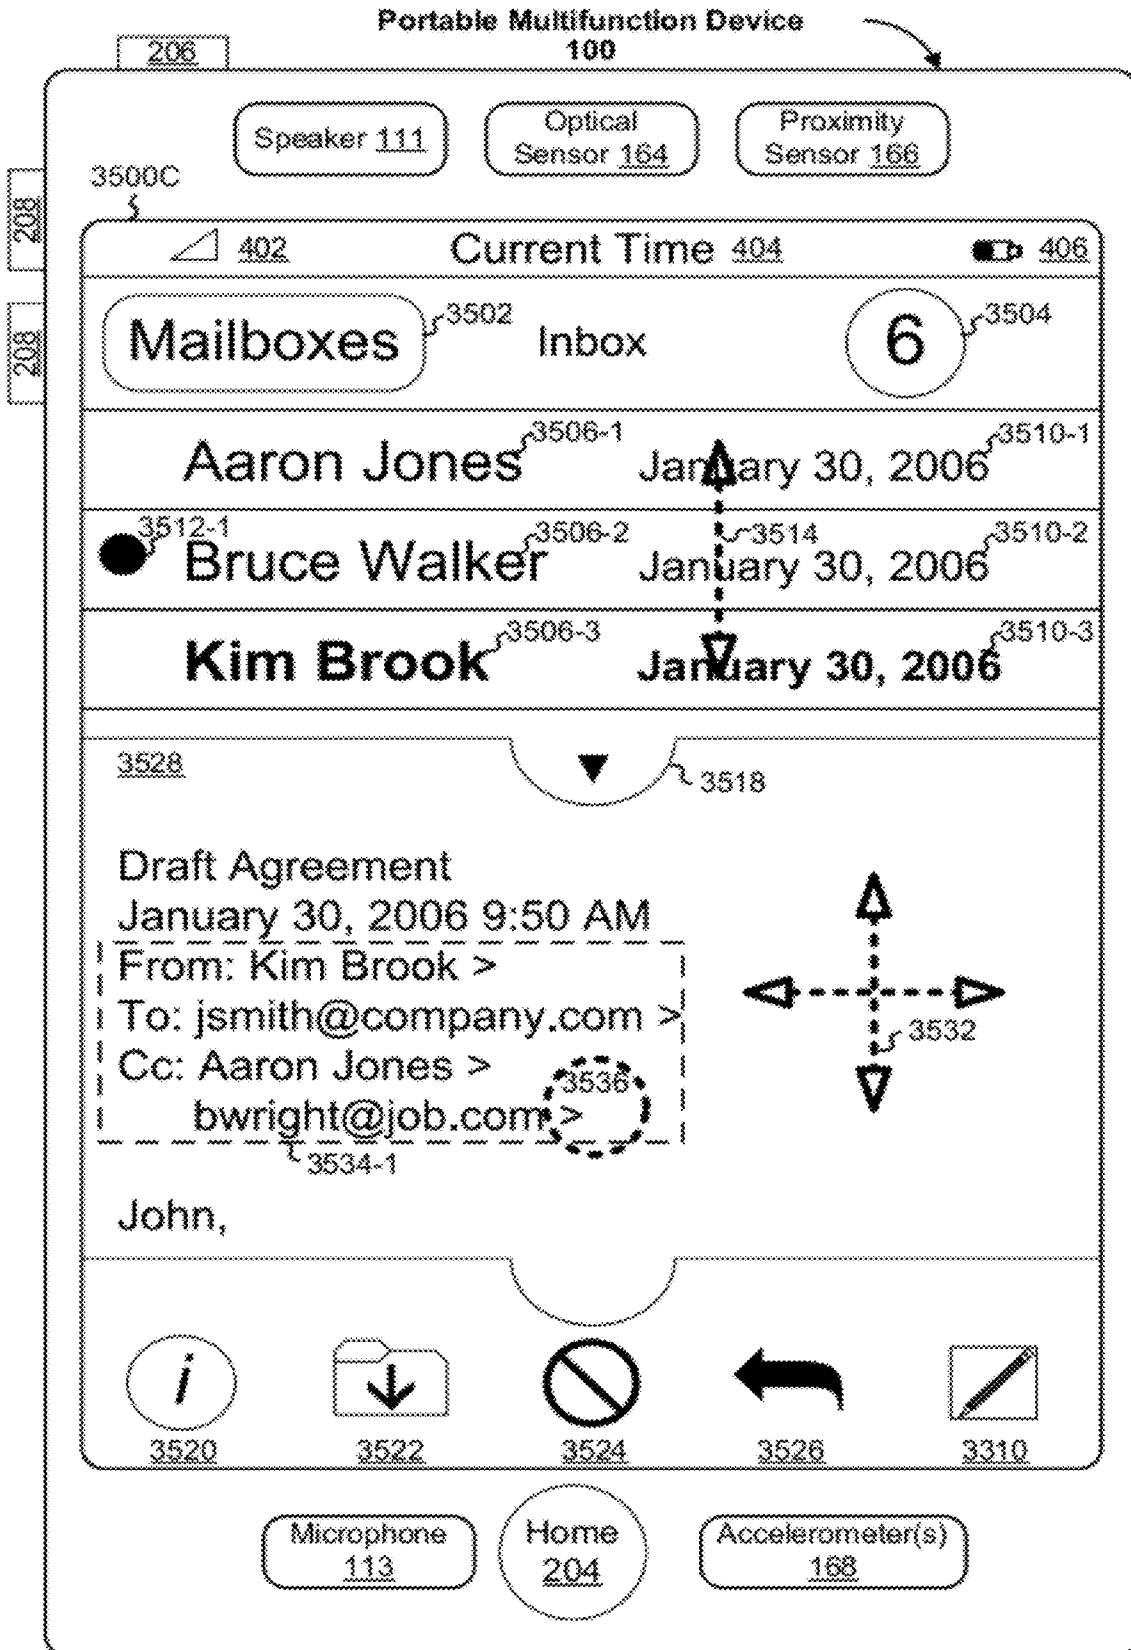 Portable Multifunction Device
100
206
Speaker 111
Optical
Sensor 164
Proximity
Sensor 166
208
208
3500C
402 Current Time 404 406
Mailboxes 3502 Inbox 6 3504
Aaron Jones 3506-1 January 30, 2006 3510-1
3512-1 Bruce Walker 3506-2 January 30, 2006 3510-2
3514
Kim Brook 3506-3 January 30, 2006 3510-3
3528
3518
Draft Agreement
January 30, 2006 9:50 AM
From: Kim Brook >
To: jsmith@company.com >
3532
Cc: Aaron Jones >
3536
bwright@job.com >
3534-1
John,
i
3520 3522 3524 3526 3310
Microphone
113
Home
204
Accelerometer(s)
168